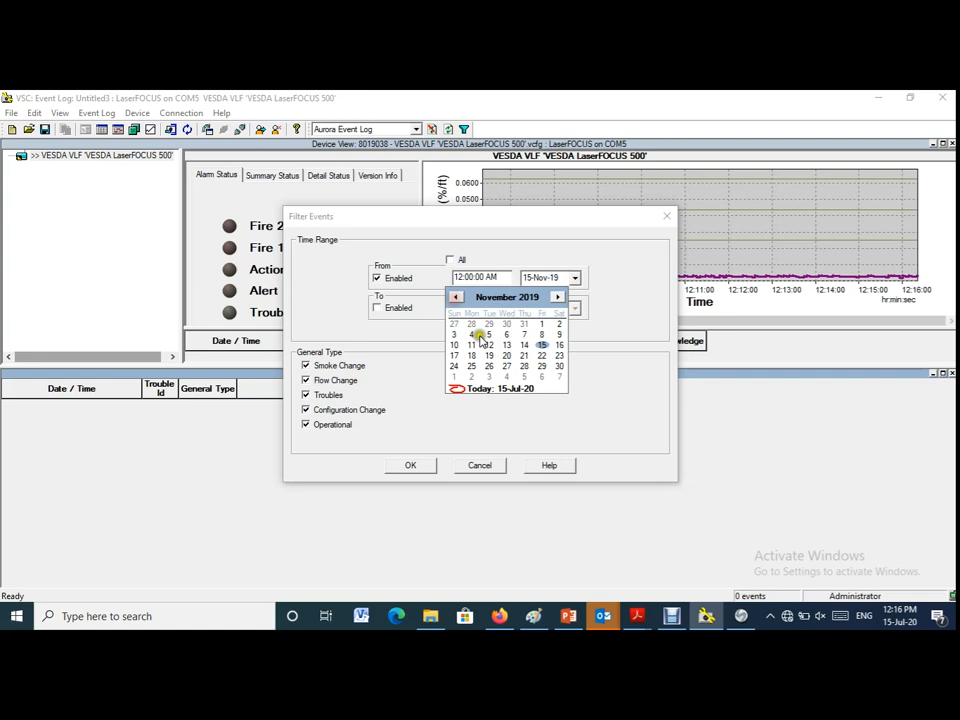 VSC: Event Log: Untitled3 : LaserFOCUS on COM5 VESDA VLF 'VESDA LaserFOCUS 500'
File Edit View Event Log Device Connection Help
Aurora Event Log
Device View: 8019038 - VESDA VLF 'VESDA LaserFOCUS 500'.vcfg : LaserFOCUS on COM5
>> VESDA VLF 'VESDA LaserFOCUS 500'
VESDA VLF 'VESDA LaserFOCUS 500'
Alarm Status Summary Status Detail Status Version Info
(%/ft)
0.0600
0.0500
Fire 2
Fire 1
Action
Alert
Troub
12:11:00 12:12:00 12:13:00 12:14:00 12:15:00 12:16:00
Time
hr:min:sec
Date / Time
Filter Events
Time Range
All
From
Enabled
12:00:00 AM
15-Nov-19
To
Enabled
November 2019
Sun Mon Tue Wed Thu Fri Sat
27 28 29 30 31 1 2
3 4 5 6 7 8 9
10 11 12 13 14 15 16
17 18 19 20 21 22 23
24 25 26 27 28 29 30
1 2 3 4 5 6 7
Today: 15-Jul-20
General Type
Smoke Change
Flow Change
Troubles
Configuration Change
Operational
OK Cancel Help
Date / Time
Trouble Id
General Type
Activate Windows
Go to Settings to activate Windows.
Ready
0 events
Administrator
Type here to search
ENG
12:16 PM
15-Jul-20
7